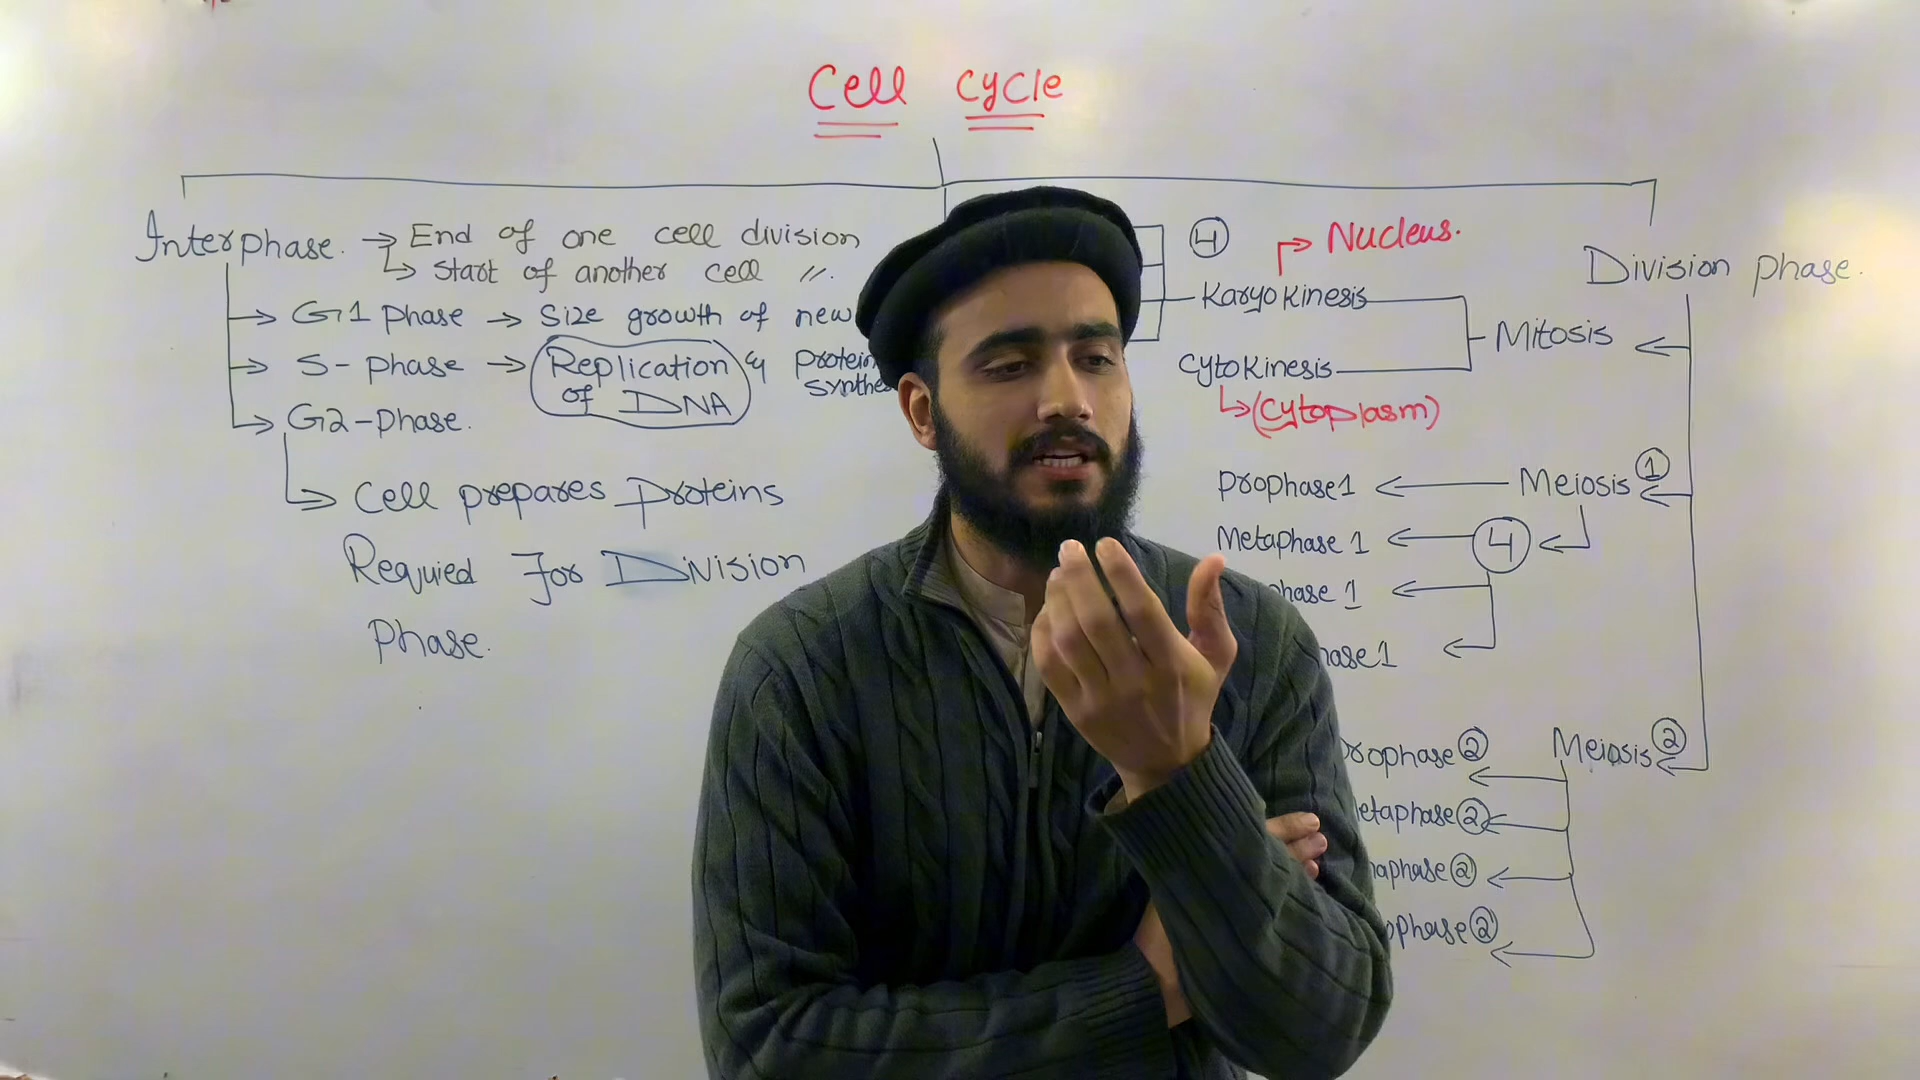 Cell Cycle
Interphase. → End of one cell division
↳ Start of another cell 〃.
G1 Phase → Size growth of new
S-phase → Replication of DNA & protein
G2-Phase.
Cell prepares proteins
Requied For Division
Phase.
4
Nucleus.
Karyokinesis
Cytokinesis
(Cytoplasm)
Division phase.
Mitosis
Meiosis 1
4
Prophase 1
Metaphase 1
phase 1
hase 1
Meiosis 2
rophase 2
etaphase 2
aphase 2
ophase 2